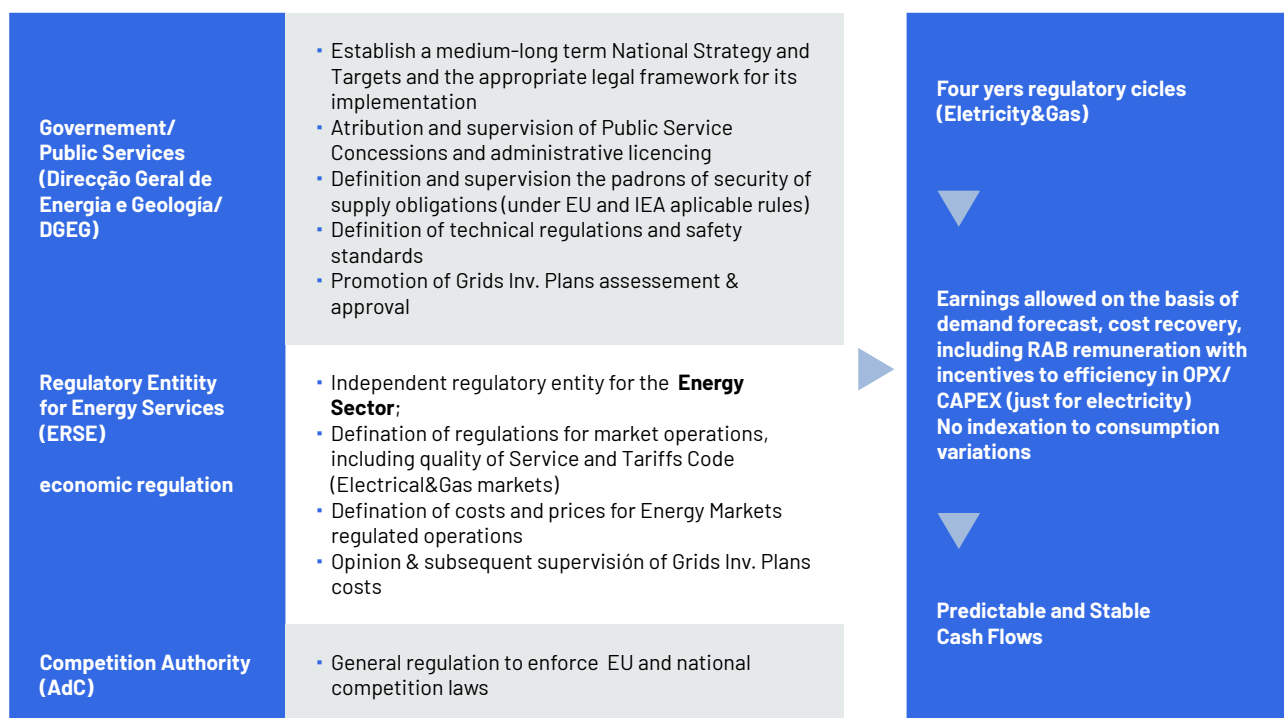 Governement/
Public Services
(Direcção Geral de
Energia e Geología/
DGEG)
▪ Establish a medium-long term National Strategy and
Targets and the appropriate legal framework for its
implementation
▪ Atribution and supervision of Public Service
Concessions and administrative licencing
▪ Definition and supervision the padrons of security of
supply obligations (under EU and IEA aplicable rules)
▪ Definition of technical regulations and safety
standards
▪ Promotion of Grids Inv. Plans assessement &
approval
Regulatory Entitity
for Energy Services
(ERSE)
economic regulation
▪ Independent regulatory entity for the Energy
Sector;
▪ Defination of regulations for market operations,
including quality of Service and Tariffs Code
(Electrical&Gas markets)
▪ Defination of costs and prices for Energy Markets
regulated operations
▪ Opinion & subsequent supervisión of Grids Inv. Plans
costs
Competition Authority
(AdC)
▪ General regulation to enforce EU and national
competition laws
Four yers regulatory cicles
(Eletricity&Gas)
Earnings allowed on the basis of
demand forecast, cost recovery,
including RAB remuneration with
incentives to efficiency in OPX/
CAPEX (just for electricity)
No indexation to consumption
variations
Predictable and Stable
Cash Flows